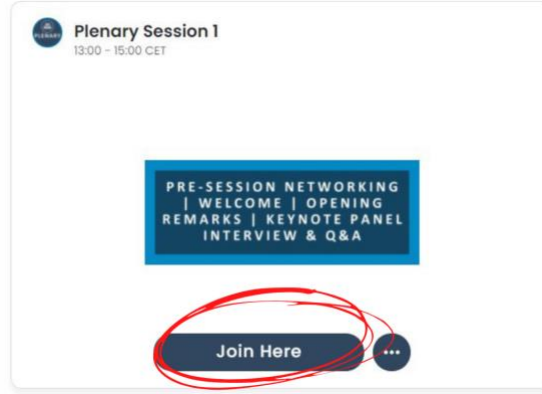 PLENARY
Plenary Session 1
13:00 - 15:00 CET
PRE-SESSION NETWORKING
| WELCOME | OPENING
REMARKS | KEYNOTE PANEL
INTERVIEW & Q&A
Join Here